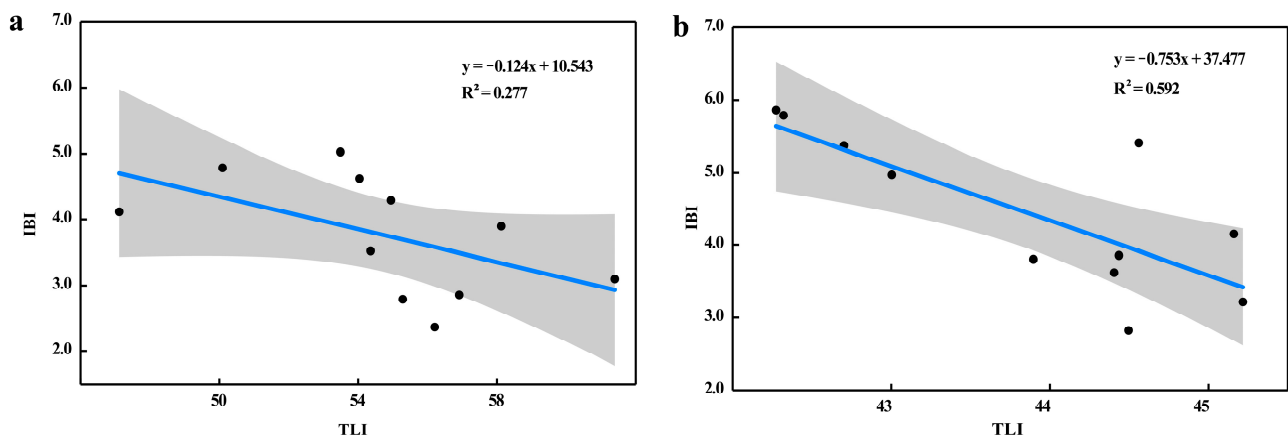 a
7.0
6.0
5.0
4.0
3.0
2.0
IBI
y = −0.124x + 10.543
R² = 0.277
50
54
58
TLI
b
7.0
6.0
5.0
4.0
3.0
2.0
IBI
y = −0.753x + 37.477
R² = 0.592
43
44
45
TLI